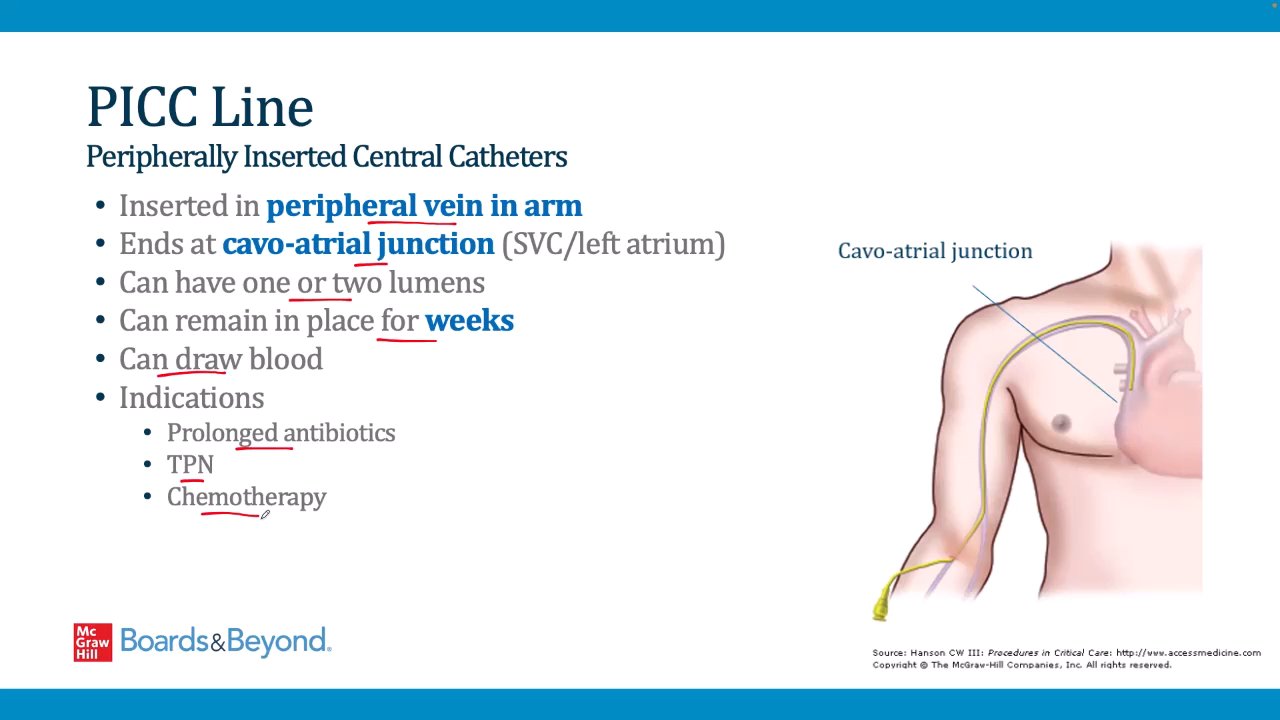 PICC Line
Peripherally Inserted Central Catheters
• Inserted in peripheral vein in arm
• Ends at cavo-atrial junction (SVC/left atrium)
• Can have one or two lumens
• Can remain in place for weeks
• Can draw blood
• Indications
• Prolonged antibiotics
• TPN
• Chemotherapy
Cavo-atrial junction
Mc
Graw
Hill
Boards&Beyond®
Source: Hanson CW III: Procedures in Critical Care: http://www.accessmedicine.com
Copyright © The McGraw-Hill Companies, Inc. All rights reserved.